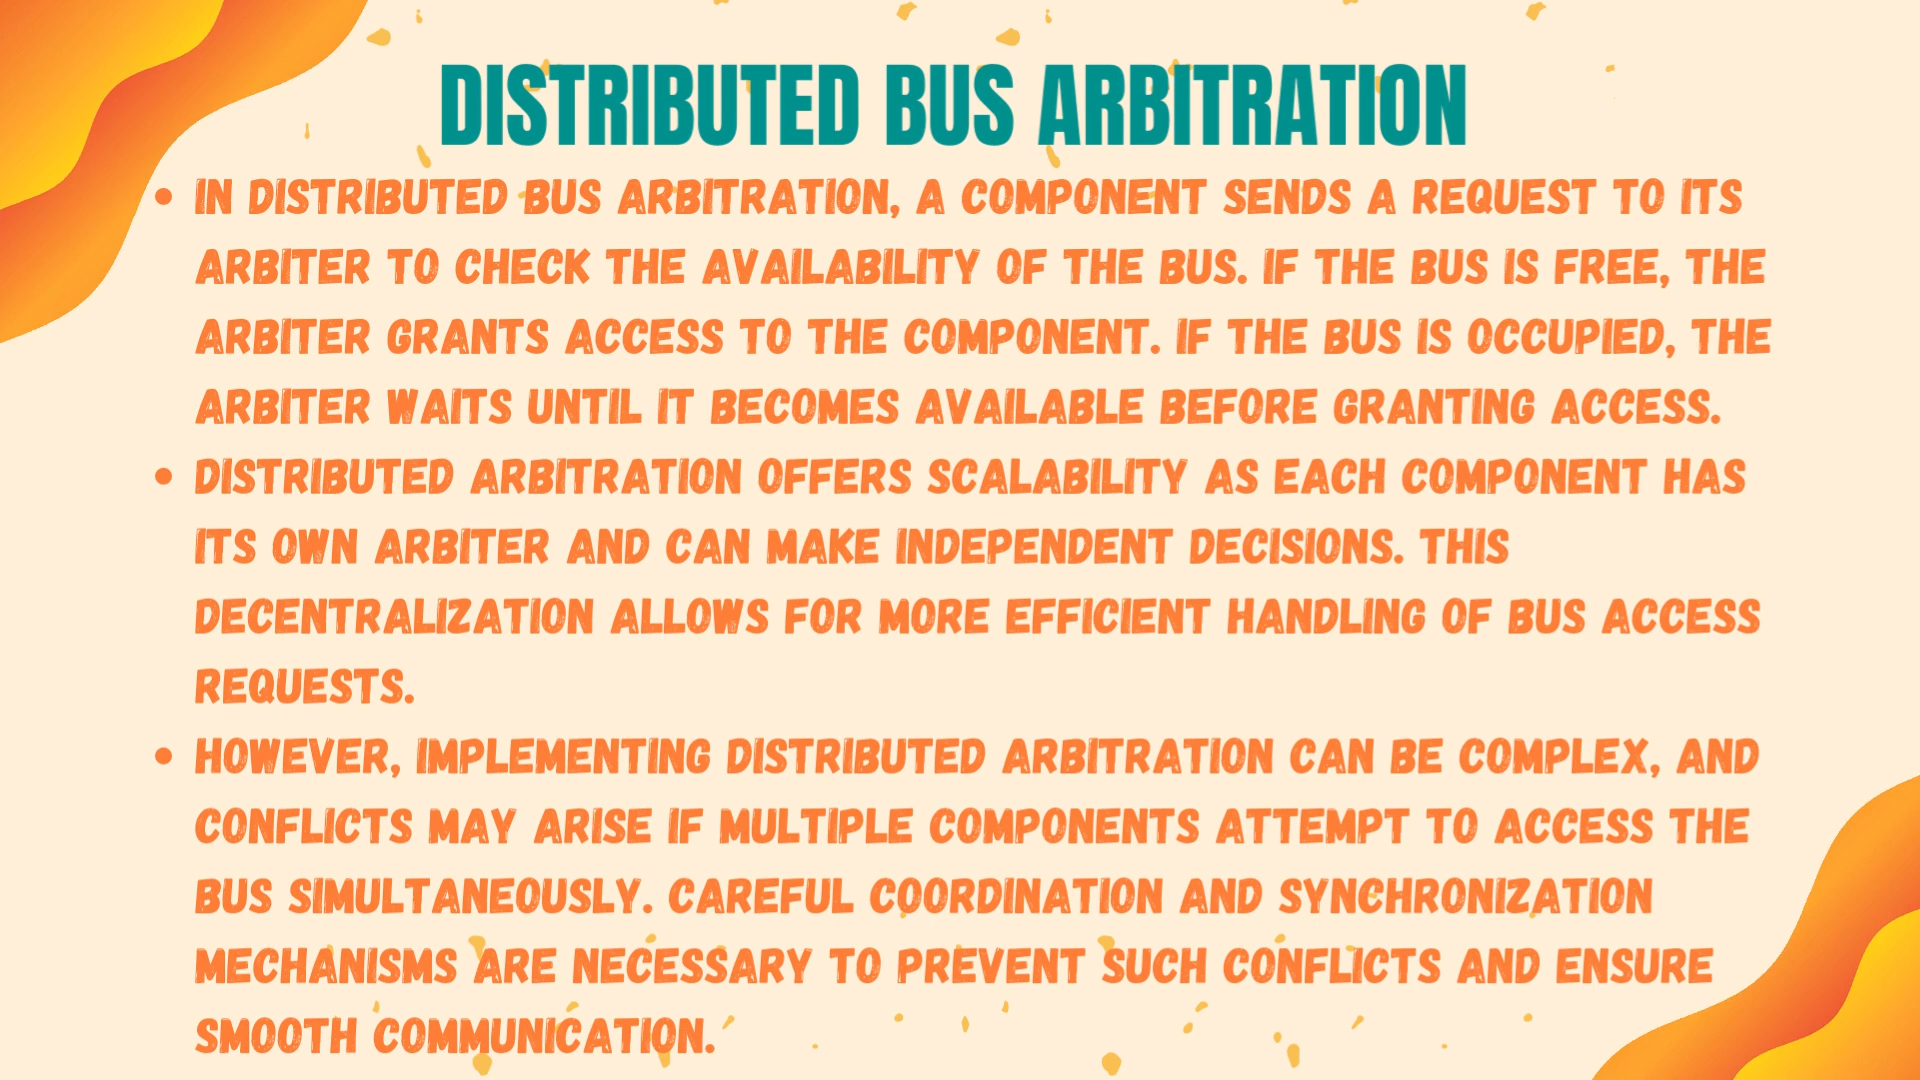 DISTRIBUTED BUS ARBITRATION
• IN DISTRIBUTED BUS ARBITRATION, A COMPONENT SENDS A REQUEST TO ITS
ARBITER TO CHECK THE AVAILABILITY OF THE BUS. IF THE BUS IS FREE, THE
ARBITER GRANTS ACCESS TO THE COMPONENT. IF THE BUS IS OCCUPIED, THE
ARBITER WAITS UNTIL IT BECOMES AVAILABLE BEFORE GRANTING ACCESS.
• DISTRIBUTED ARBITRATION OFFERS SCALABILITY AS EACH COMPONENT HAS
ITS OWN ARBITER AND CAN MAKE INDEPENDENT DECISIONS. THIS
DECENTRALIZATION ALLOWS FOR MORE EFFICIENT HANDLING OF BUS ACCESS
REQUESTS.
• HOWEVER, IMPLEMENTING DISTRIBUTED ARBITRATION CAN BE COMPLEX, AND
CONFLICTS MAY ARISE IF MULTIPLE COMPONENTS ATTEMPT TO ACCESS THE
BUS SIMULTANEOUSLY. CAREFUL COORDINATION AND SYNCHRONIZATION
MECHANISMS ARE NECESSARY TO PREVENT SUCH CONFLICTS AND ENSURE
SMOOTH COMMUNICATION.